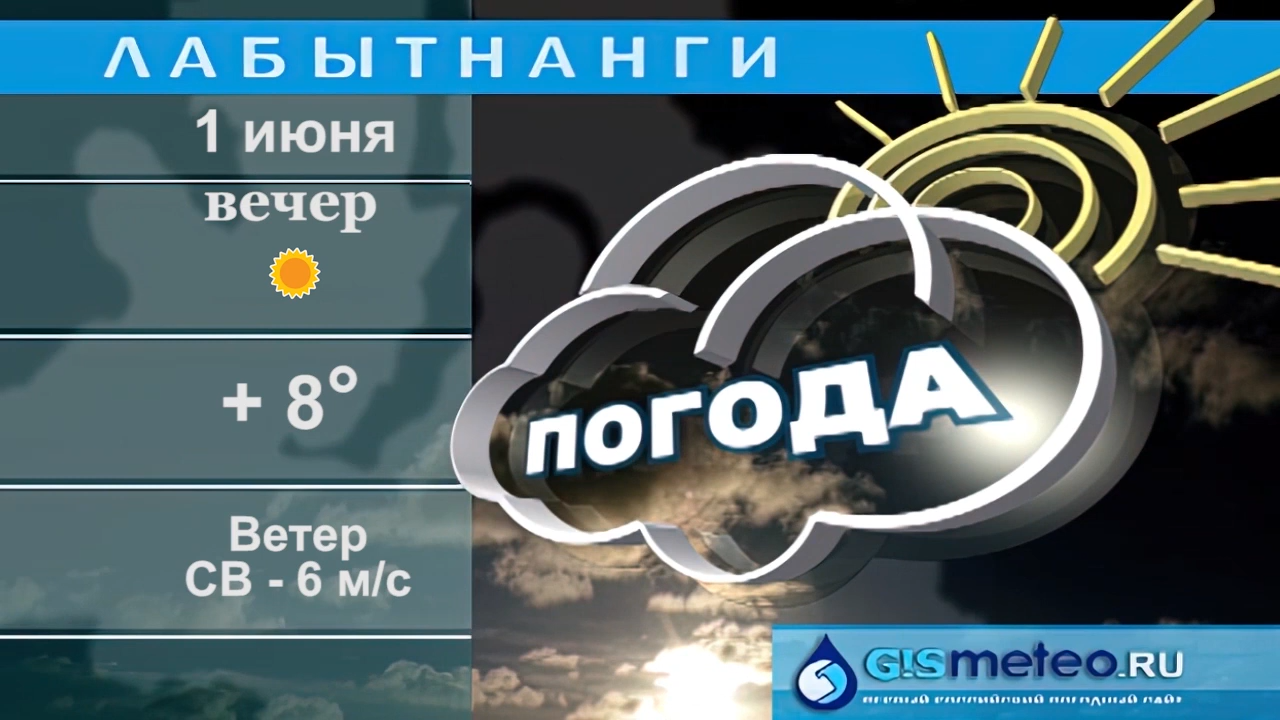 ЛАБЫТНАНГИ
1 июня
вечер
+ 8°
Ветер
СВ - 6 м/с
ПОГОДА
GISmeteo.RU